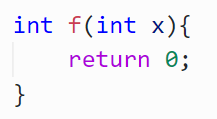 int f(int x){
    return 0;
}